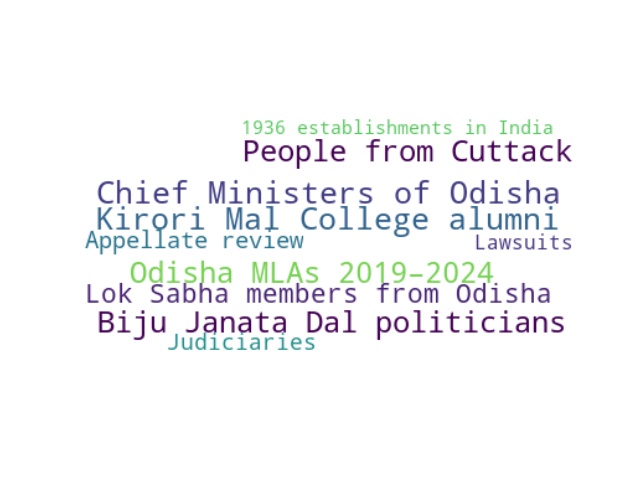 1936 establishments in India
People from Cuttack
Chief Ministers of Odisha
Kirori Mal College alumni
Appellate review
Lawsuits
Odisha MLAs 2019–2024
Lok Sabha members from Odisha
Biju Janata Dal politicians
Judiciaries